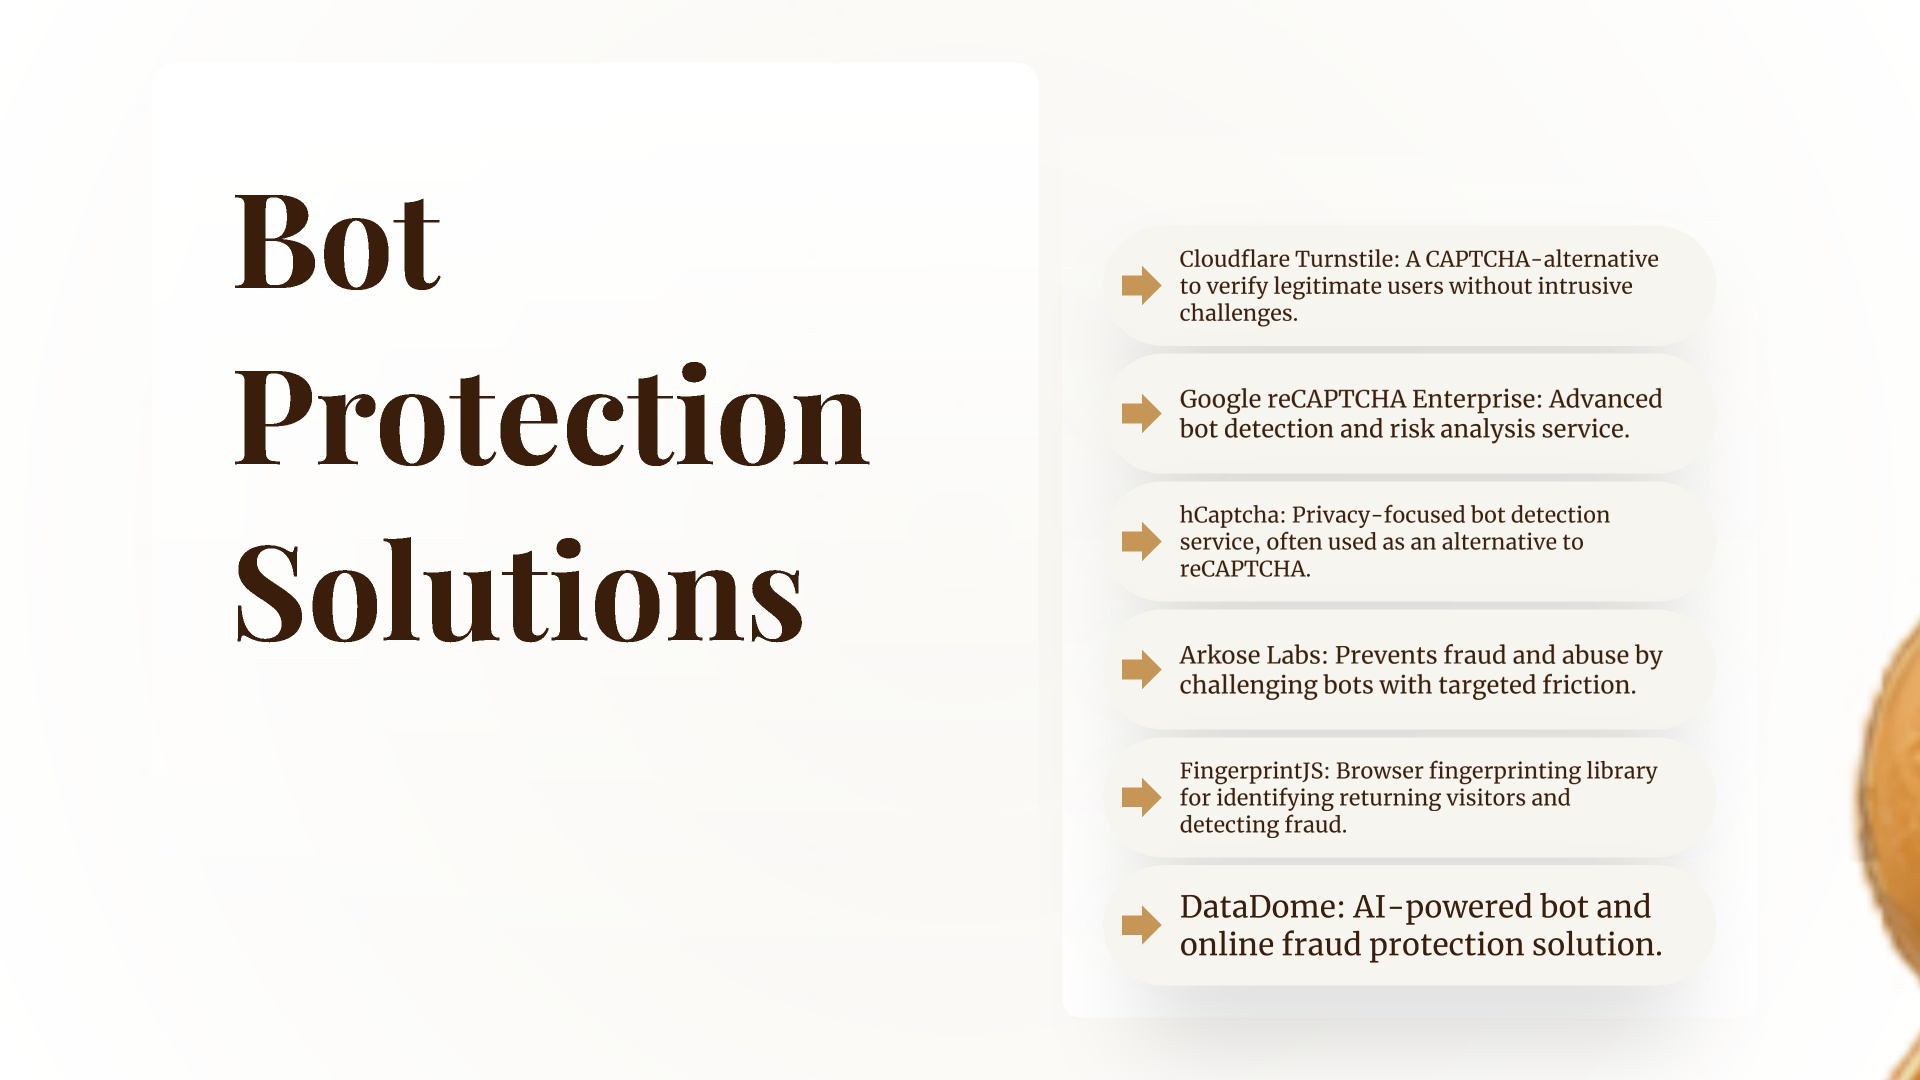 Bot
Protection
Solutions
Cloudflare Turnstile: A CAPTCHA-alternative
to verify legitimate users without intrusive
challenges.
Google reCAPTCHA Enterprise: Advanced
bot detection and risk analysis service.
hCaptcha: Privacy-focused bot detection
service, often used as an alternative to
reCAPTCHA.
Arkose Labs: Prevents fraud and abuse by
challenging bots with targeted friction.
FingerprintJS: Browser fingerprinting library
for identifying returning visitors and
detecting fraud.
DataDome: AI-powered bot and
online fraud protection solution.